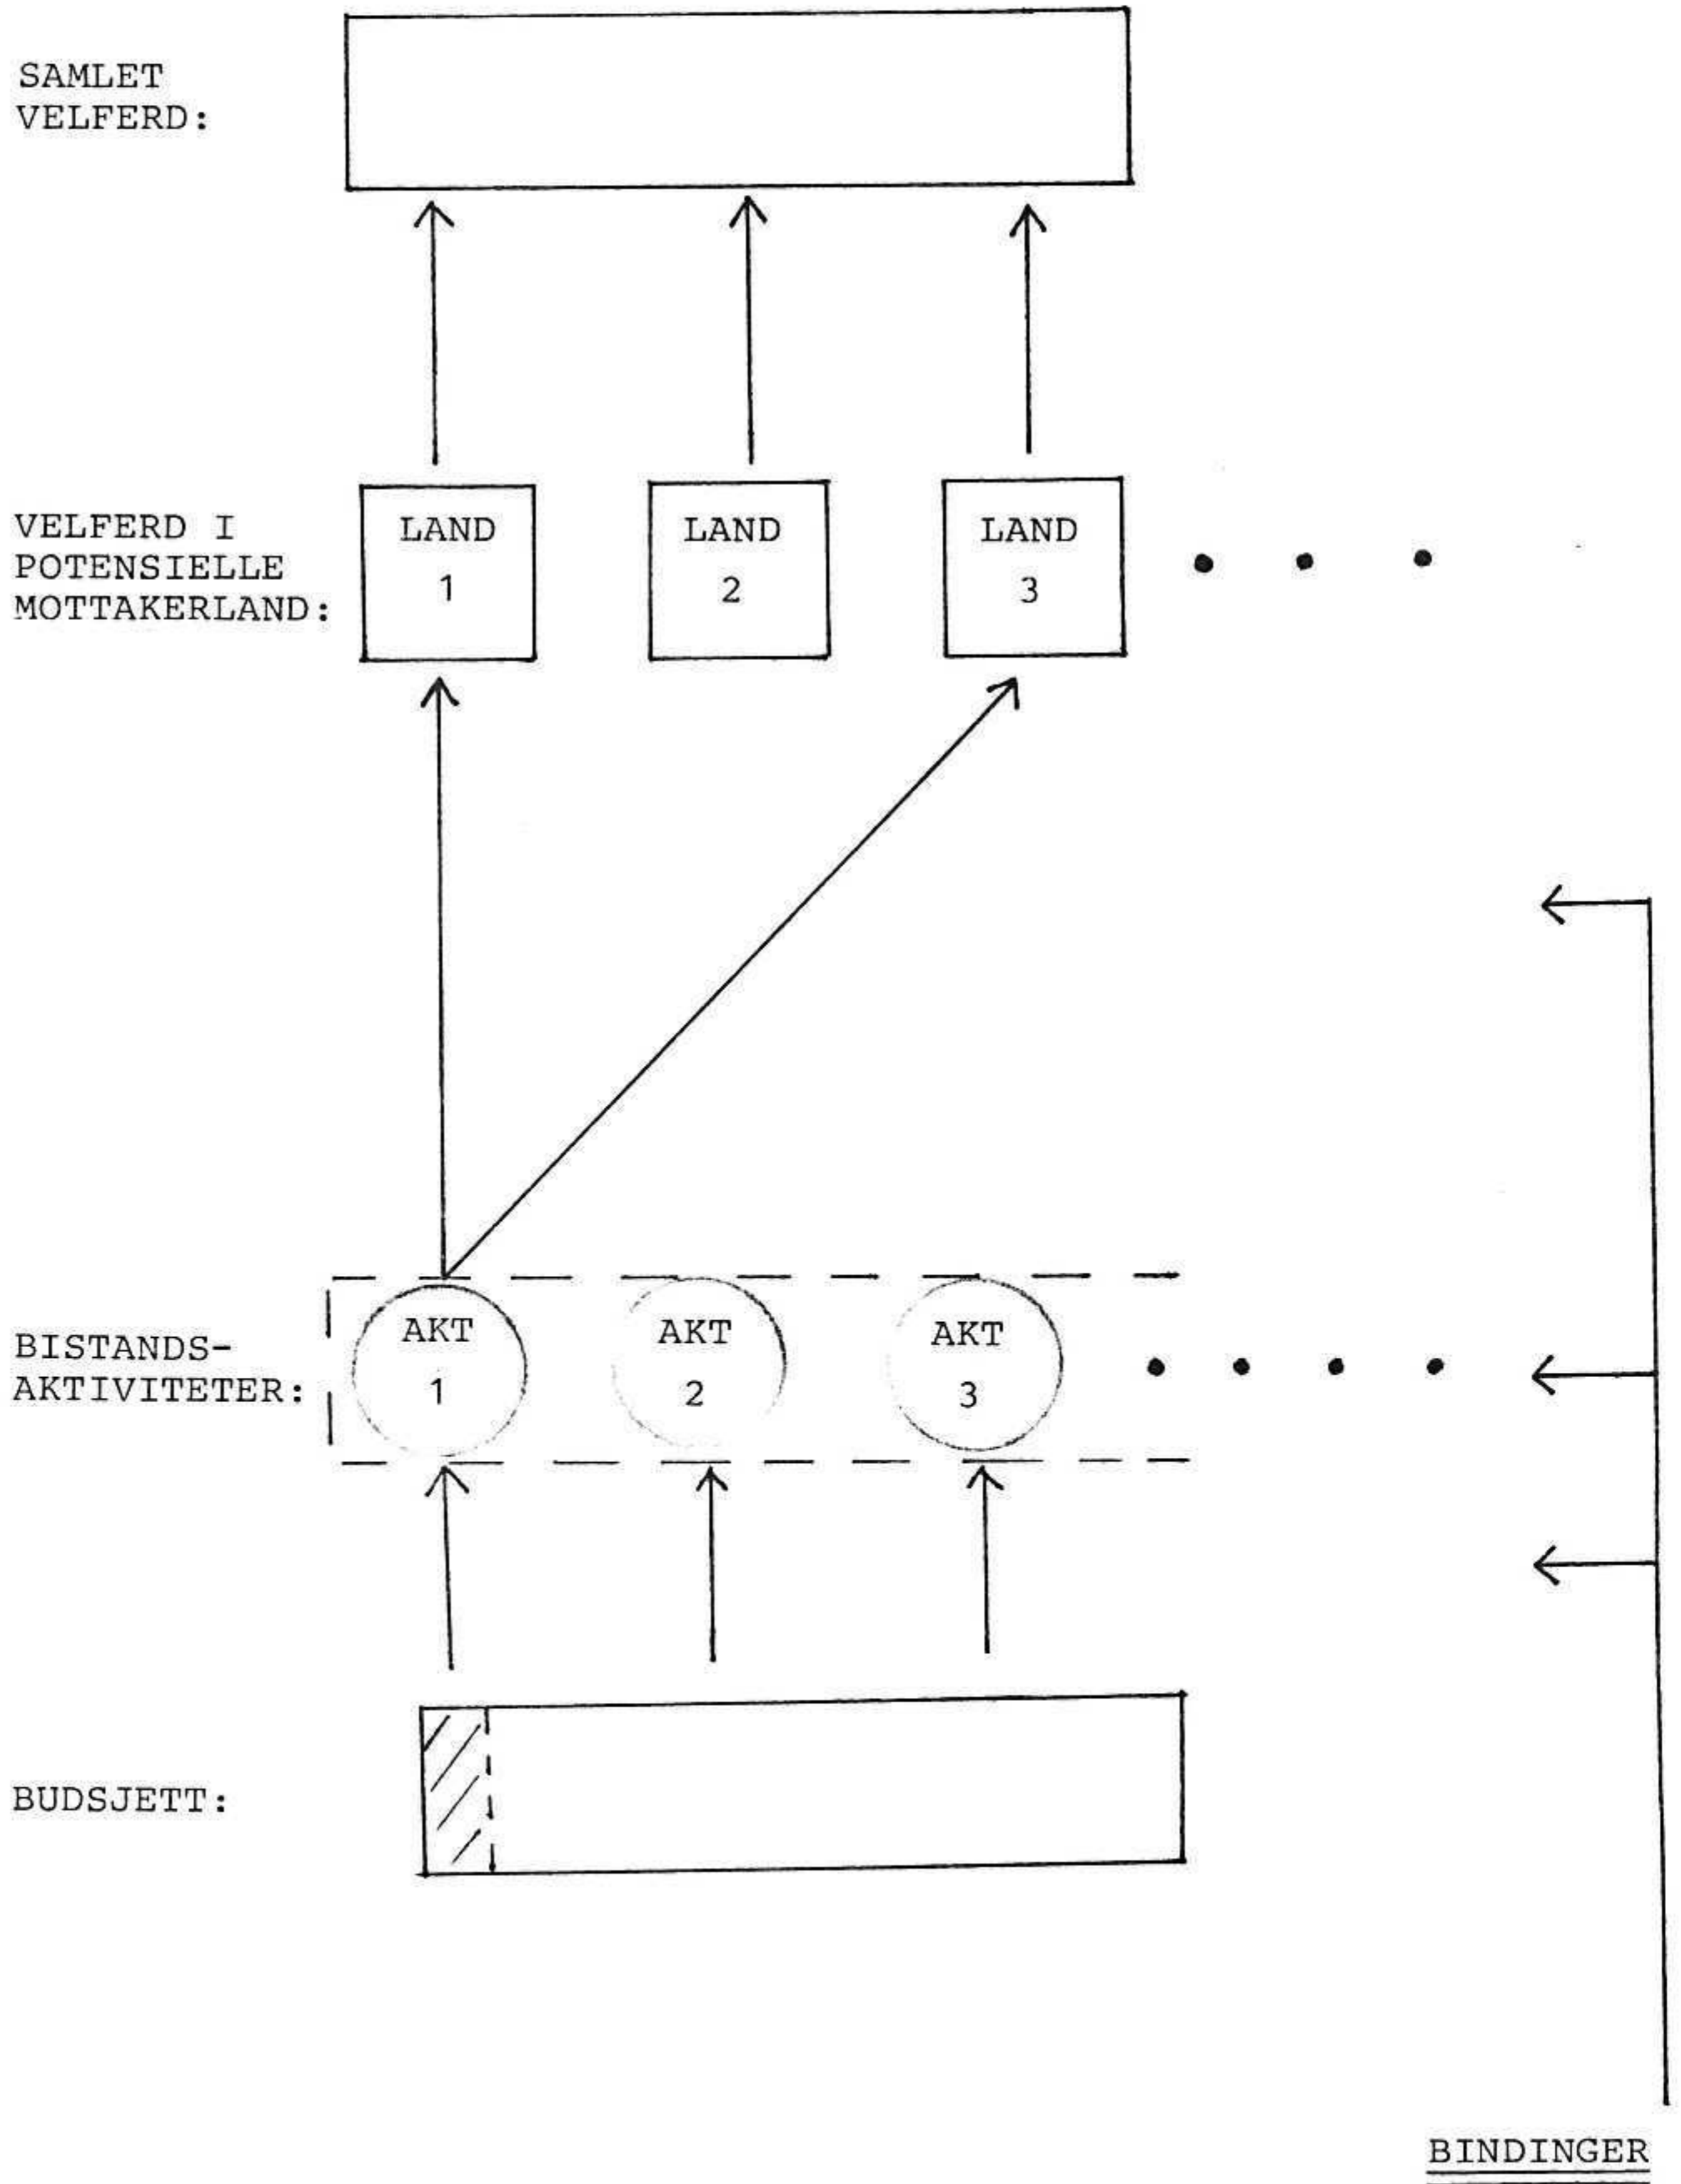 SAMLET
VELFERD:
VELFERD I
POTENSIELLE
MOTTAKERLAND:
LAND
1
LAND
2
LAND
3
BISTANDS-
AKTIVITETER:
AKT
1
AKT
2
AKT
3
BUDSJETT:
BINDINGER